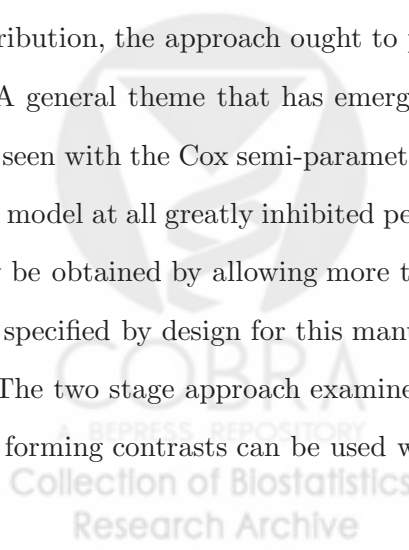 ribution, the approach ought to
A general theme that has emerg
seen with the Cox semi-paramet
model at all greatly inhibited pe
be obtained by allowing more t
specified by design for this man
COBRA
The two stage approach examine
A BEPRESS REPOSITORY
forming contrasts can be used w
Collection of Biostatistics
Research Archive